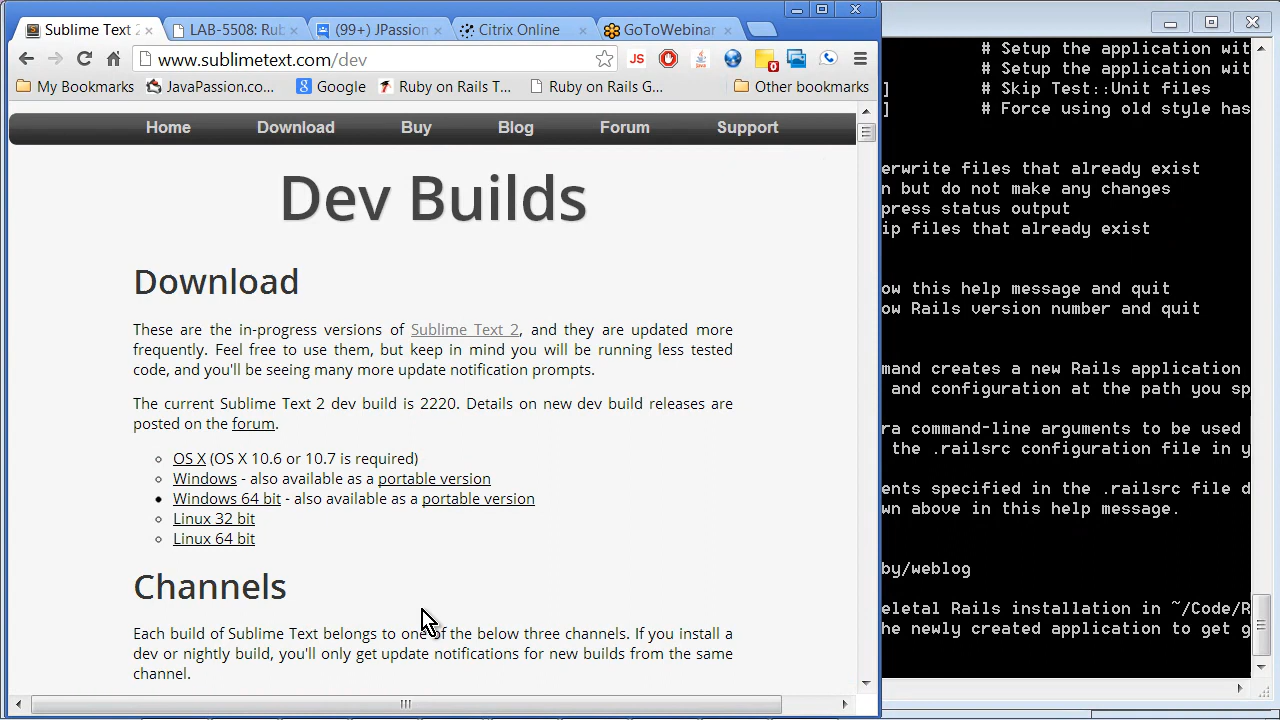 Sublime Text 2
LAB-5508: Rub
(99+) JPassion
Citrix Online
GoToWebinar
www.sublimetext.com/dev
JS
0
My Bookmarks
JavaPassion.co...
Google
Ruby on Rails T...
Ruby on Rails G...
Other bookmarks
Home
Download
Buy
Blog
Forum
Support
Dev Builds
Download
These are the in-progress versions of Sublime Text 2, and they are updated more
frequently. Feel free to use them, but keep in mind you will be running less tested
code, and you'll be seeing many more update notification prompts.
The current Sublime Text 2 dev build is 2220. Details on new dev build releases are
posted on the forum.
OS X (OS X 10.6 or 10.7 is required)
Windows - also available as a portable version
Windows 64 bit - also available as a portable version
Linux 32 bit
Linux 64 bit
Channels
Each build of Sublime Text belongs to one of the below three channels. If you install a
dev or nightly build, you'll only get update notifications for new builds from the same
channel.
# Setup the application wit
# Setup the application wit
] # Skip Test::Unit files
] # Force using old style has
erwrite files that already exist
n but do not make any changes
press status output
ip files that already exist
ow this help message and quit
ow Rails version number and quit
mand creates a new Rails application
and configuration at the path you sp
ra command-line arguments to be used
the .railsrc configuration file in y
ents specified in the .railsrc file d
wn above in this help message.
by/weblog
eletal Rails installation in ~/Code/R
he newly created application to get g